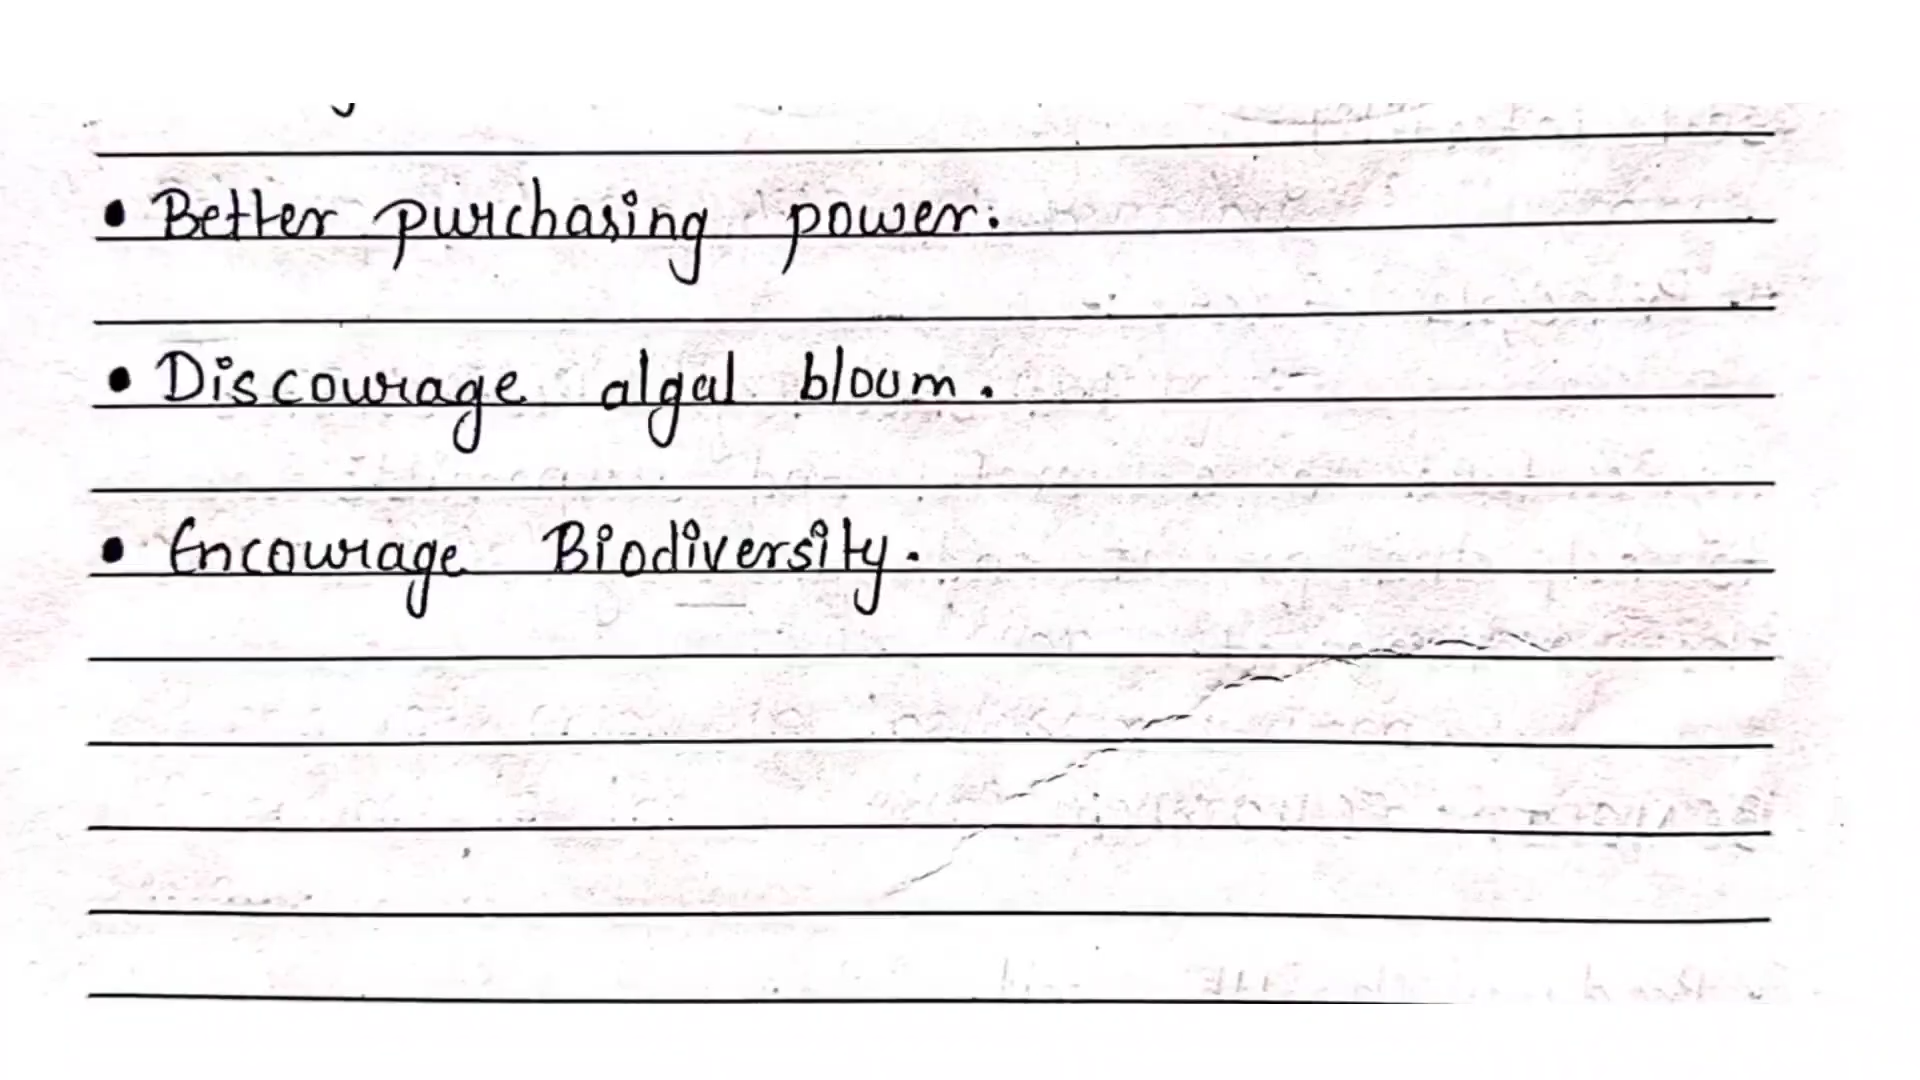 • Better purchasing power.
• Discourage algal bloom.
• Encourage Biodiversity.